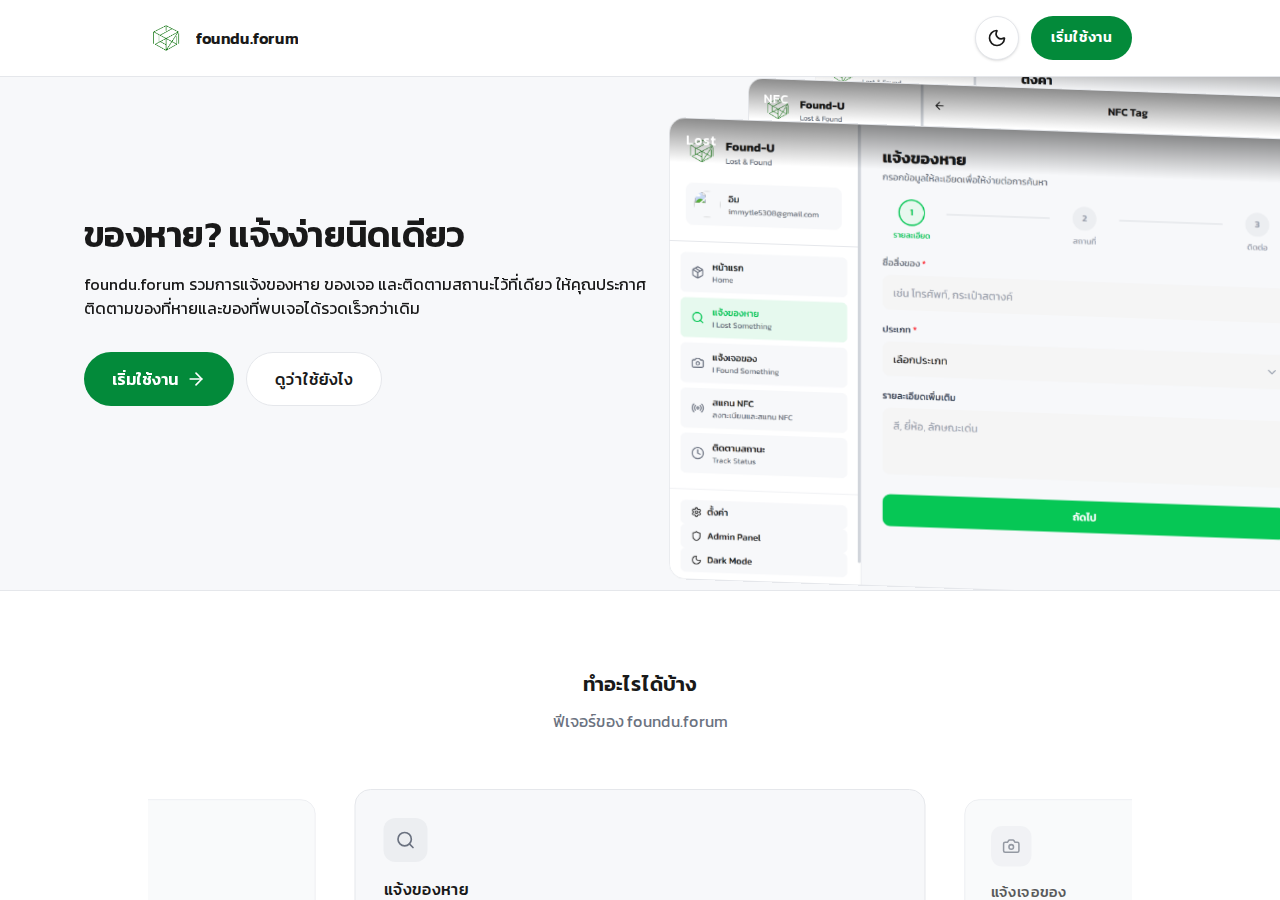 foundu.forum
เริ่มใช้งาน
ของหาย? แจ้งง่ายนิดเดียว
foundu.forum รวมการแจ้งของหาย ของเจอ และติดตามสถานะไว้ที่เดียว ให้คุณประกาศ
ติดตามของที่หายและของที่พบเจอได้รวดเร็วกว่าเดิม
เริ่มใช้งาน
ดูว่าใช้ยังไง
ตั้งค่า
NFC
Found-U
Lost & Found
NFC Tag
Lost
Found-U
Lost & Found
อิม
immytle5308@gmail.com
หน้าแรก
Home
แจ้งของหาย
I Lost Something
แจ้งเจอของ
I Found Something
สแกน NFC
ลงทะเบียนและสแกน NFC
ติดตามสถานะ
Track Status
ตั้งค่า
Admin Panel
Dark Mode
แจ้งของหาย
กรอกข้อมูลให้ละเอียดเพื่อให้ง่ายต่อการค้นหา
1
รายละเอียด
2
สถานที่
3
ติดต่อ
ชื่อสิ่งของ *
เช่น โทรศัพท์, กระเป๋าสตางค์
ประเภท *
เลือกประเภท
รายละเอียดเพิ่มเติม
สี, ยี่ห้อ, ลักษณะเด่น
ถัดไป
ทำอะไรได้บ้าง
ฟีเจอร์ของ foundu.forum
แจ้งของหาย
แจ้งเจอของ